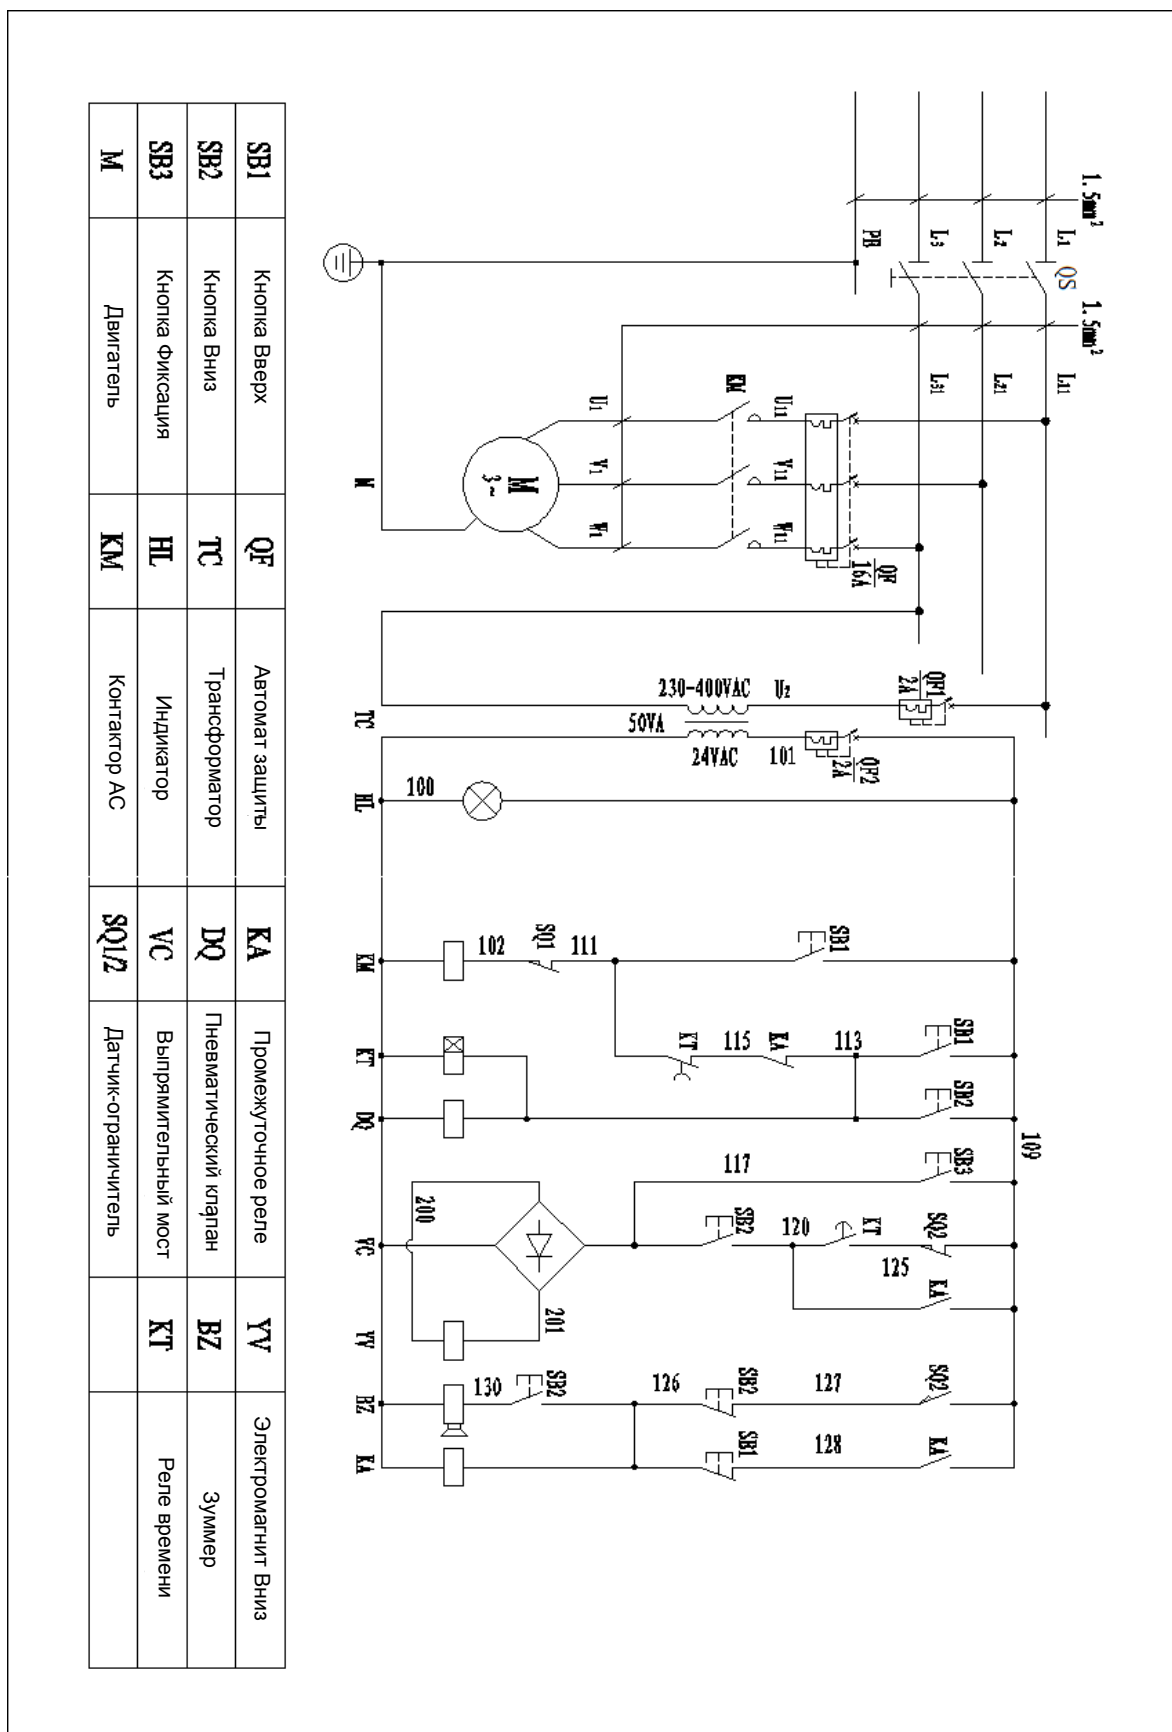 1.5mm² 1.5mm²
L1 QS L11
L2 L21
L3 L31
PB
QF
16A
QF1
2A
QF2
2A
109
U11 V11 W11
KM
U1 V1 W1
M
3~
230-400VAC U2
50VA
24VAC 101
100
SB1
SB1
SB2
SB3
SQ2
KA
SQ2
KA
113
KA
115
KT
117
125
KT
120
SB2
127
128
SB2
SB1
126
111
SQ1
102
SB2
130
201
200
M TC HL KM KT DQ VC YV BZ KA
SB1 Кнопка Вверх QF Автомат защиты KA Промежуточное реле YV Электромагнит Вниз
SB2 Кнопка Вниз TC Трансформатор DQ Пневматический клапан BZ Зуммер
SB3 Кнопка Фиксация HL Индикатор VC Выпрямительный мост KT Реле времени
M Двигатель KM Контактор АС SQ1/2 Датчик-ограничитель